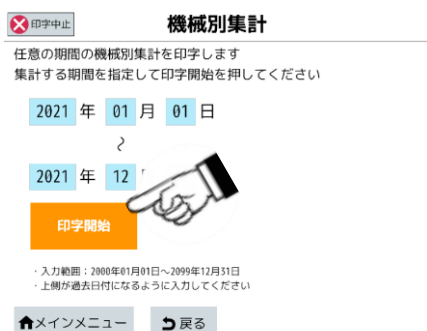 印字中止
機械別集計
任意の期間の機械別集計を印字します
集計する期間を指定して印字開始を押してください
2021 年 01 月 01 日
~
2021 年 12
印字開始
・入力範囲：2000年01月01日～2099年12月31日
・上側が過去日付になるように入力してください
メインメニュー
戻る